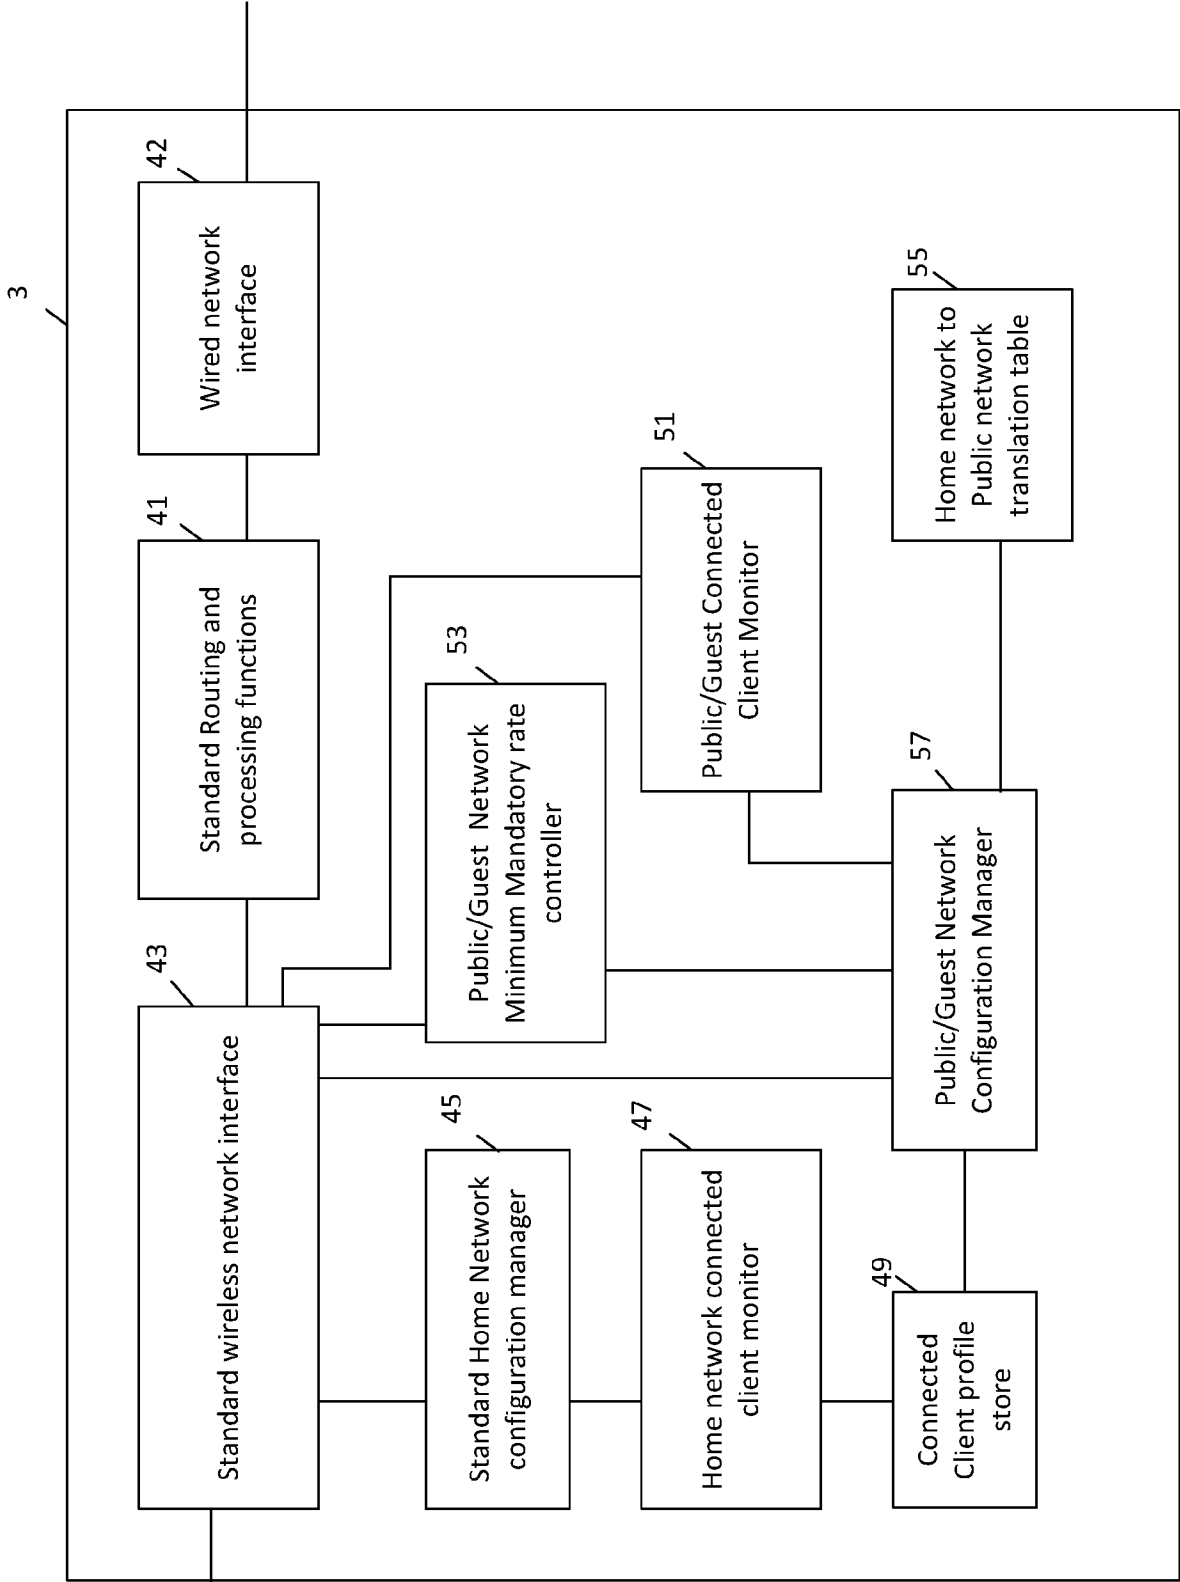 3
43
Standard wireless network interface
41
Standard Routing and
processing functions
42
Wired network
interface
45
Standard Home Network
configuration manager
53
Public/Guest Network
Minimum Mandatory rate
controller
47
Home network connected
client monitor
51
Public/Guest Connected
Client Monitor
49
Connected
Client profile
store
57
Public/Guest Network
Configuration Manager
55
Home network to
Public network
translation table